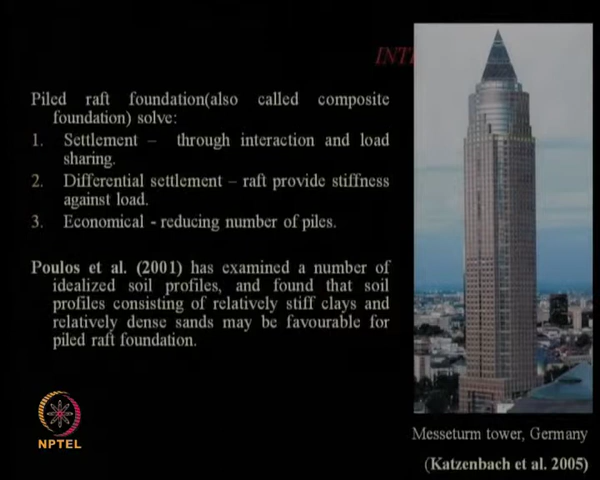 INT
Piled raft foundation(also called composite
foundation) solve:
1. Settlement – through interaction and load
sharing.
2. Differential settlement – raft provide stiffness
against load.
3. Economical - reducing number of piles.
Poulos et al. (2001) has examined a number of
idealized soil profiles, and found that soil
profiles consisting of relatively stiff clays and
relatively dense sands may be favourable for
piled raft foundation.
NPTEL
Messeturm tower, Germany
(Katzenbach et al. 2005)